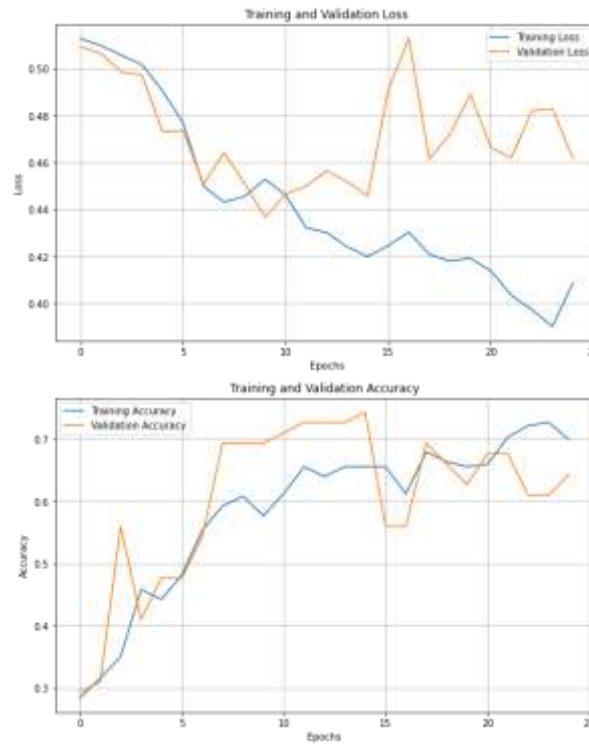 Training and Validation Loss
Training Loss
Validation Loss
0.50
0.48
0.46
0.44
0.42
0.40
Loss
0 5 10 15 20
Epochs
Training and Validation Accuracy
Training Accuracy
Validation Accuracy
0.7
0.6
0.5
0.4
0.3
Accuracy
0 5 10 15 20
Epochs